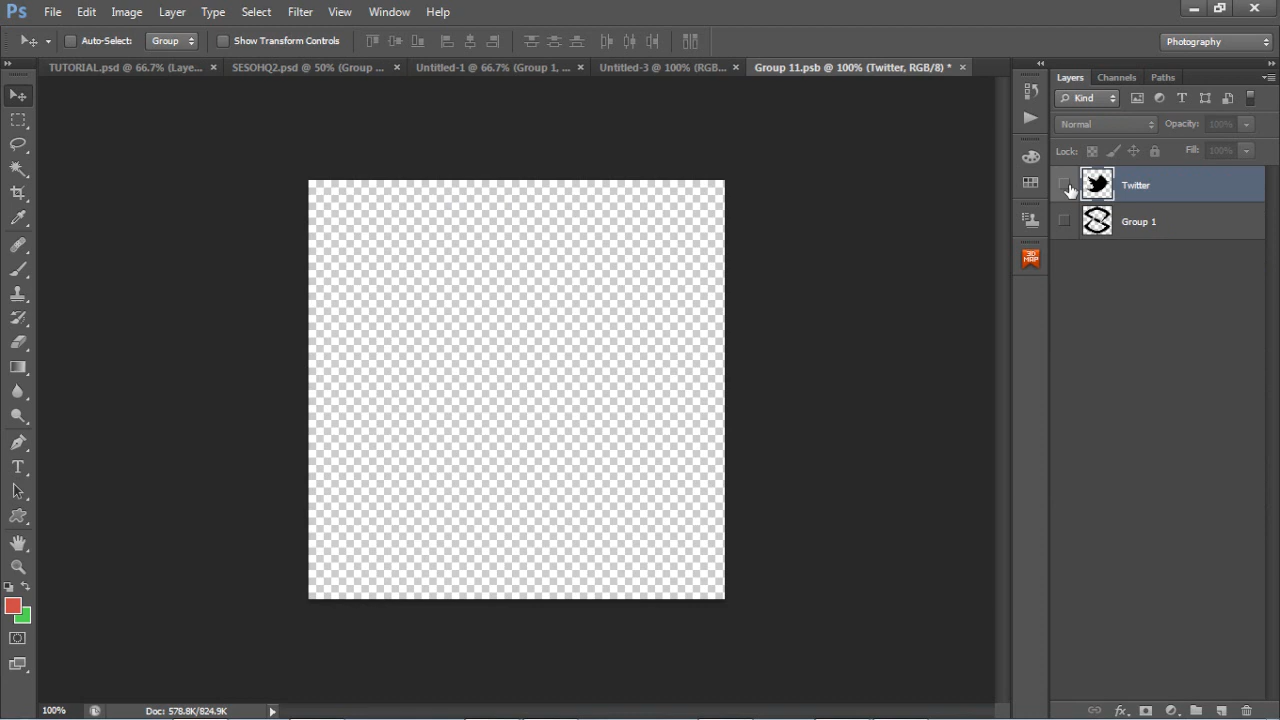 Ps File Edit Image Layer Type Select Filter View Window Help
Auto-Select: Group Show Transform Controls Photography
TUTORIAL.psd @ 66.7% (Laye... × SESOHQ2.psd @ 50% (Group ... × Untitled-1 @ 66.7% (Group 1, ... × Untitled-3 @ 100% (RGB... × Group 11.psb @ 100% (Twitter, RGB/8) * ×
Layers Channels Paths
Kind
Normal Opacity: 100%
Lock: Fill: 100%
Twitter
Group 1
3D
MAP
100% Doc: 578.8K/824.9K